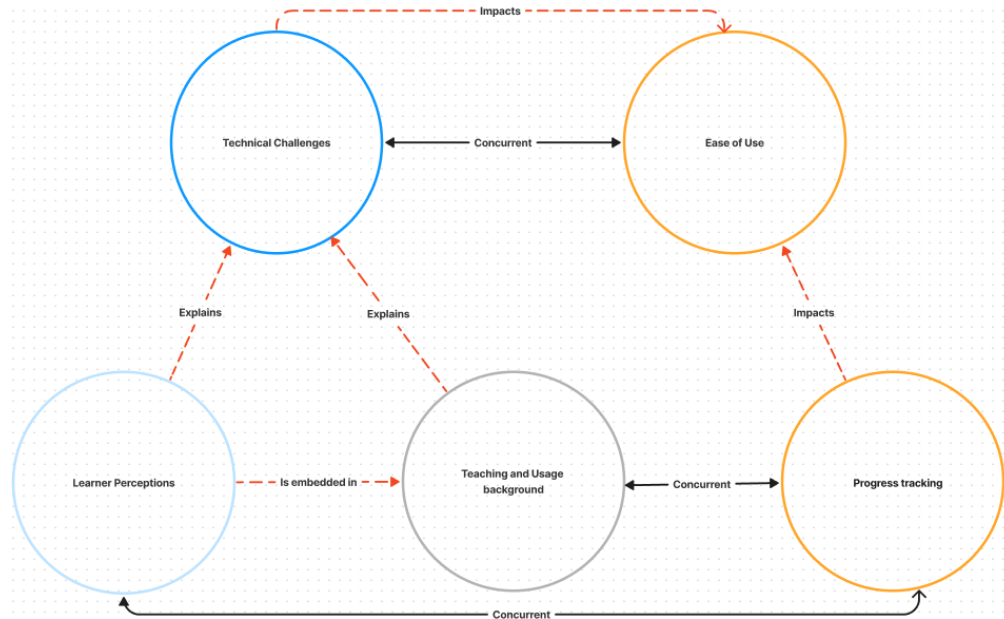 Impacts
Technical Challenges
Concurrent
Ease of Use
Explains
Explains
Impacts
Learner Perceptions
Is embedded in
Teaching and Usage
background
Concurrent
Progress tracking
Concurrent